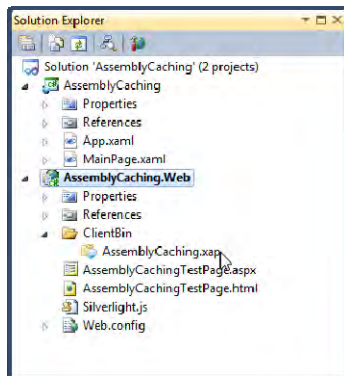 Solution Explorer
Solution 'AssemblyCaching' (2 projects)
AssemblyCaching
Properties
References
App.xaml
MainPage.xaml
AssemblyCaching.Web
Properties
References
ClientBin
AssemblyCaching.xap
AssemblyCachingTestPage.aspx
AssemblyCachingTestPage.html
Silverlight.js
Web.config